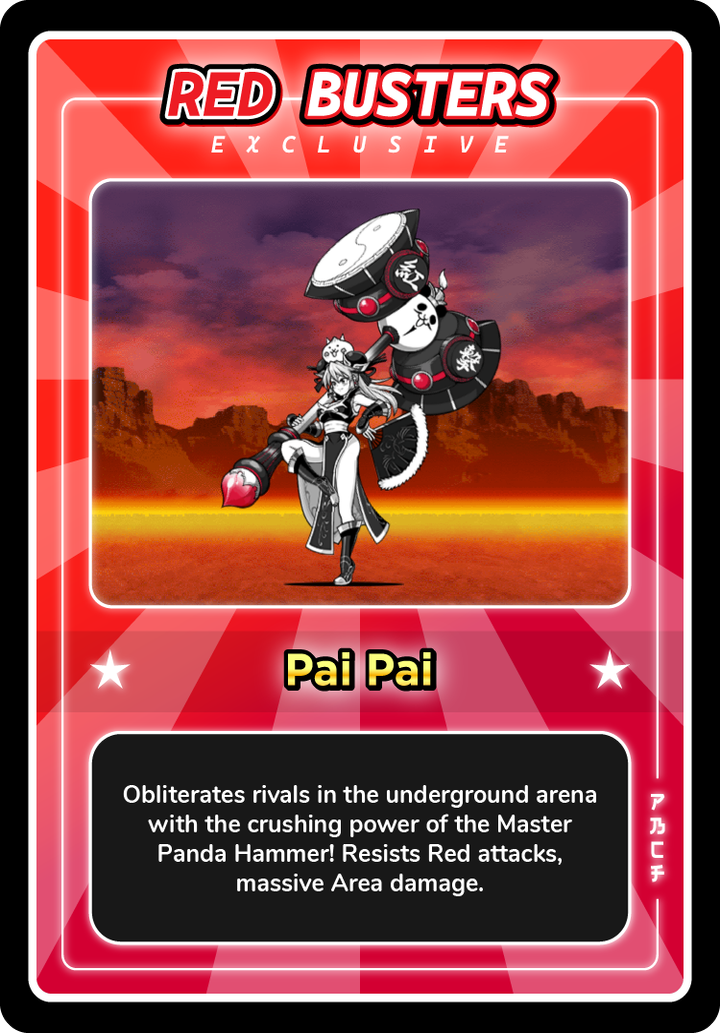 RED BUSTERS
EXCLUSIVE
紅
Pai Pai
Obliterates rivals in the underground arena
with the crushing power of the Master
Panda Hammer! Resists Red attacks,
massive Area damage.